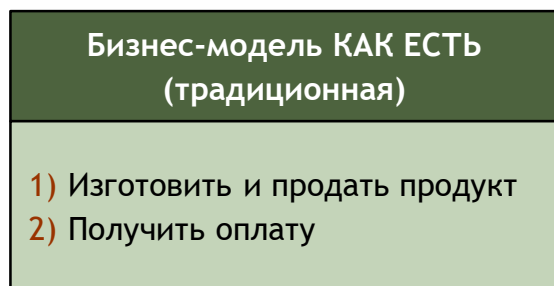 Бизнес-модель КАК ЕСТЬ
(традиционная)
1) Изготовить и продать продукт
2) Получить оплату